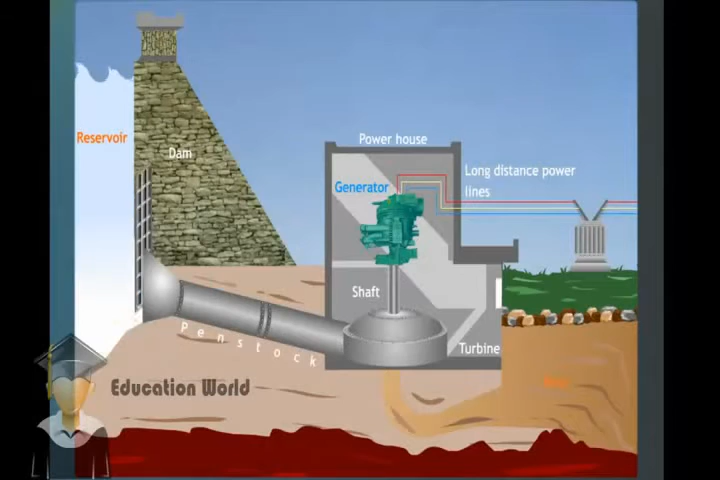 Reservoir
Dam
Power house
Long distance power
lines
Generator
Shaft
Penstock
Turbine
Education World